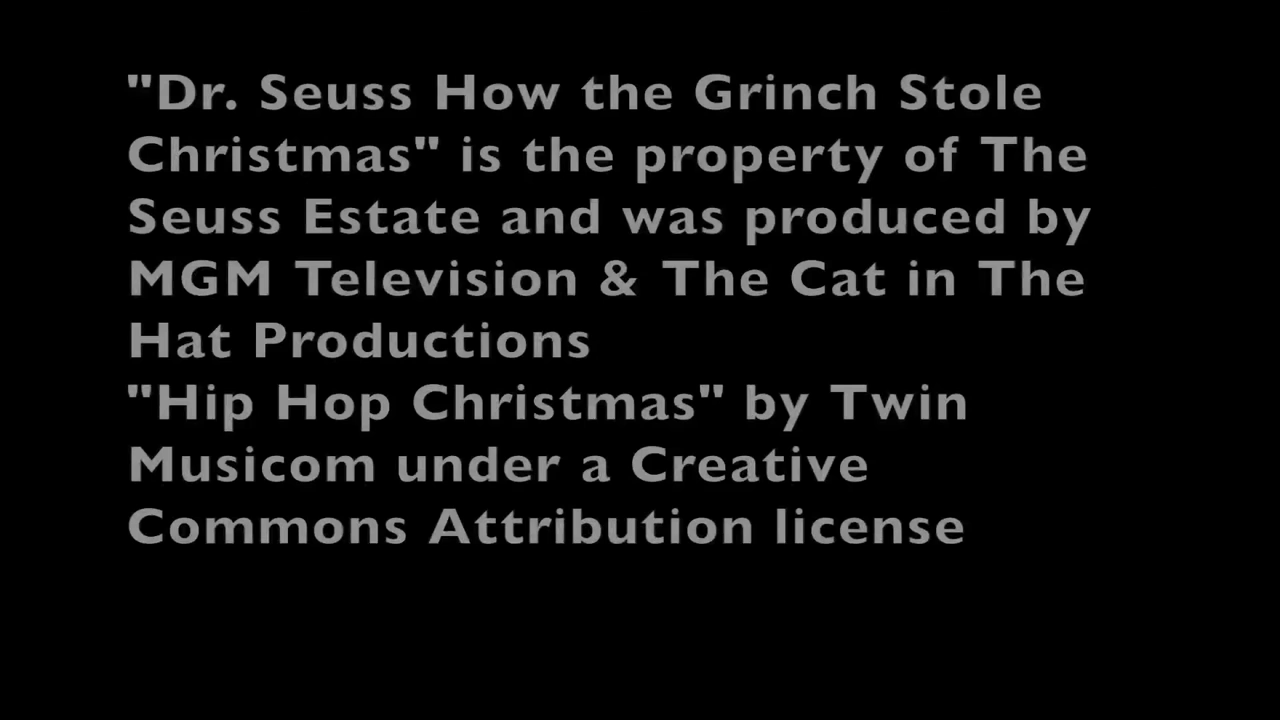 "Dr. Seuss How the Grinch Stole
Christmas" is the property of The
Seuss Estate and was produced by
MGM Television & The Cat in The
Hat Productions
"Hip Hop Christmas" by Twin
Musicom under a Creative
Commons Attribution license